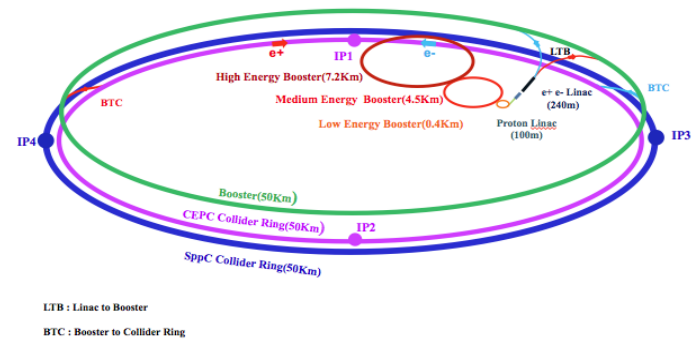 e+
IP1
e-
LTB
High Energy Booster(7.2Km)
BTC
Medium Energy Booster(4.5Km)
e+ e- Linac
(240m)
BTC
Low Energy Booster(0.4Km)
Proton Linac
(100m)
IP4
IP3
Booster(50Km)
CEPC Collider Ring(50Km)
IP2
SppC Collider Ring(50Km)
LTB : Linac to Booster
BTC : Booster to Collider Ring